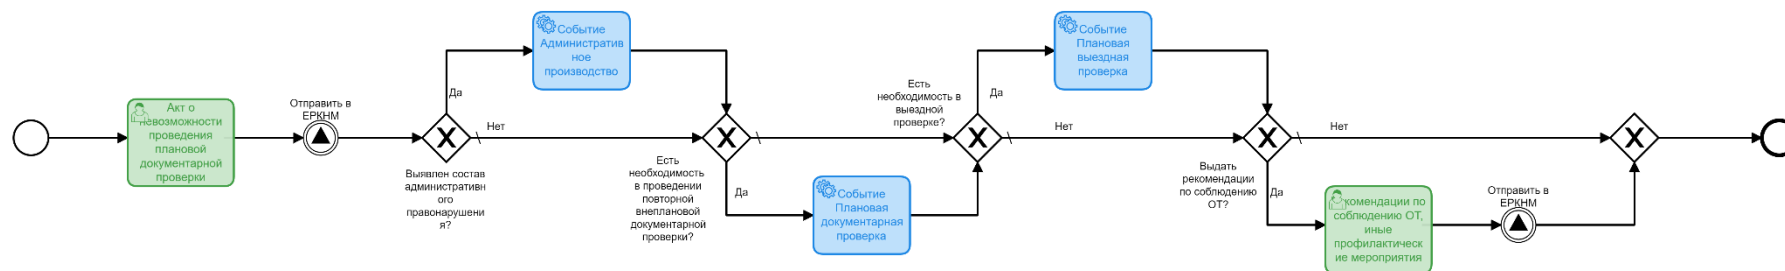 Акт о
невозможности
проведения
плановой
документарной
проверки
Отправить в
ЕРКНМ
Да
Нет
Выявлен состав
административн
ого
правонарушени
я?
Событие
Административ
ное
производство
Есть
необходимость
в проведении
повторной
внеплановой
документарной
проверки?
Да
Событие
Плановая
документарная
проверка
Есть
необходимость в
выездной
проверке?
Да
Нет
Событие
Плановая
выездная
проверка
Выдать
рекомендации
по соблюдению
ОТ?
Нет
Да
комендации по
соблюдению ОТ,
иные
профилактическ
ие мероприятия
Отправить в
ЕРКНМ